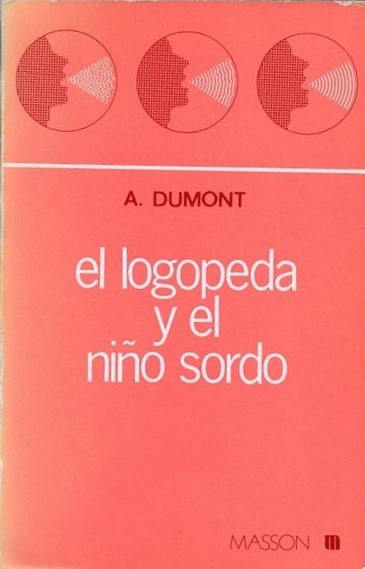 A. DUMONT
el logopeda
y el
niño sordo
MASSON m